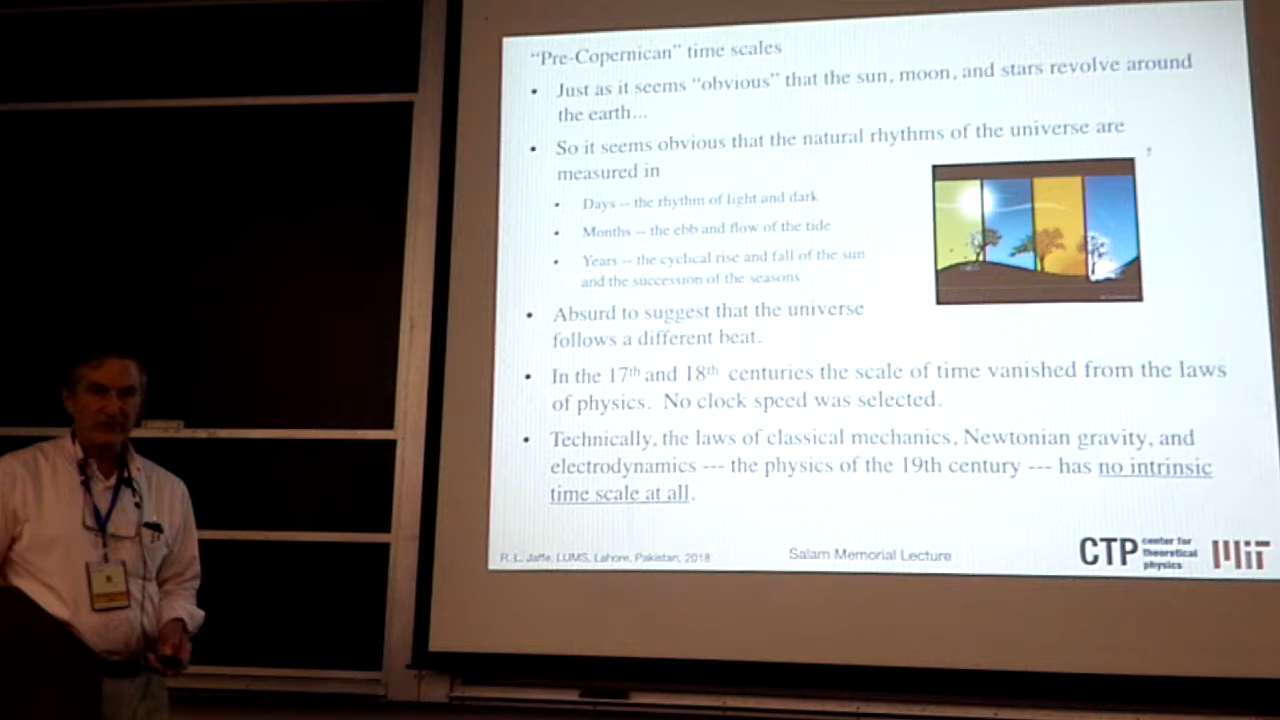 “Pre-Copernican” time scales
• Just as it seems “obvious” that the sun, moon, and stars revolve around
the earth...
• So it seems obvious that the natural rhythms of the universe are
measured in
• Days -- the rhythm of light and dark
• Months -- the ebb and flow of the tide
• Years -- the cyclical rise and fall of the sun
and the succession of the seasons
• Absurd to suggest that the universe
follows a different beat.
• In the 17th and 18th centuries the scale of time vanished from the laws
of physics. No clock speed was selected.
• Technically, the laws of classical mechanics, Newtonian gravity, and
electrodynamics --- the physics of the 19th century --- has no intrinsic
time scale at all.
R. L. Jaffe, LUMS, Lahore, Pakistan, 2018
Salam Memorial Lecture
CTP center for
theoretical
physics
MIT